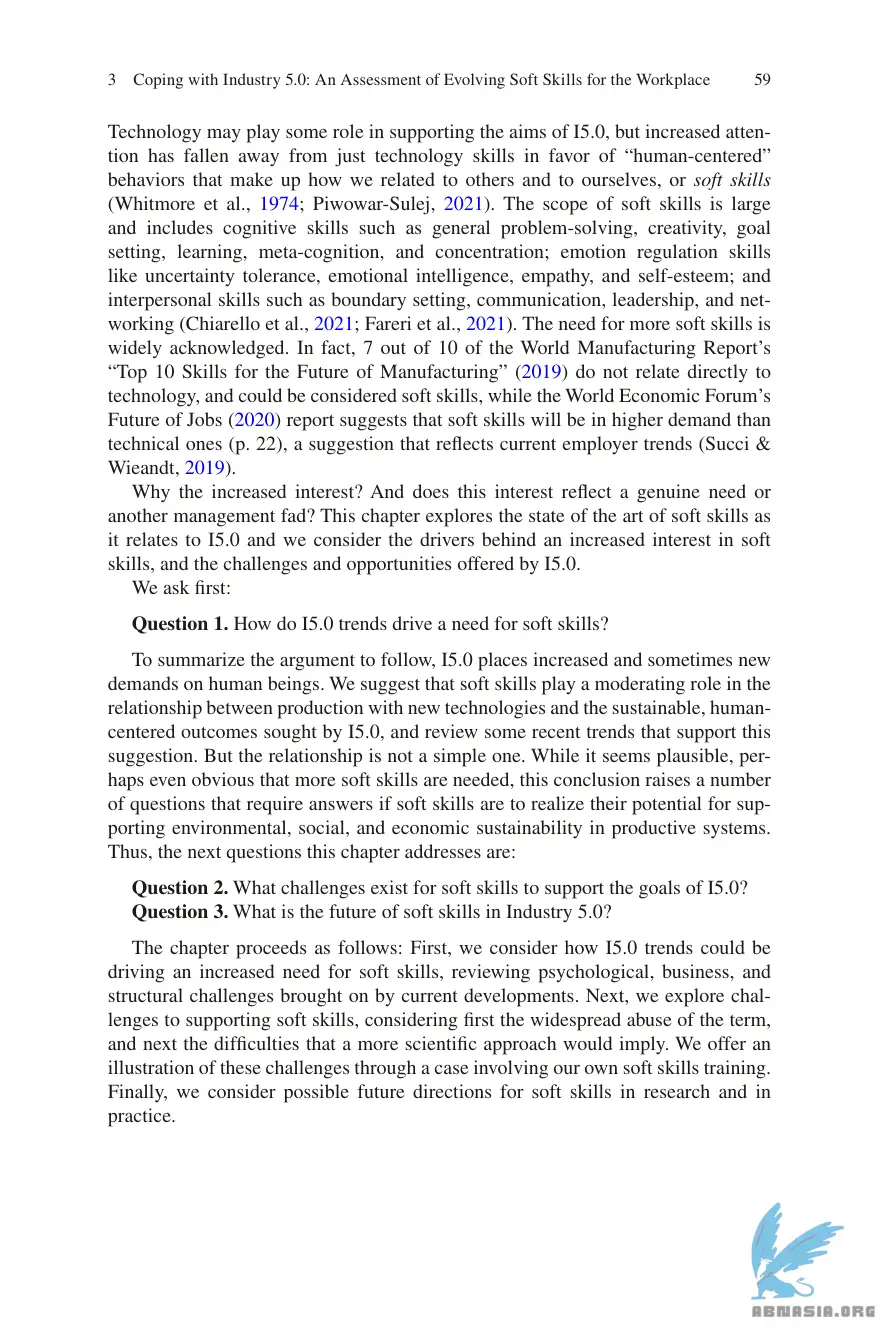 3 Coping with Industry 5.0: An Assessment of Evolving Soft Skills for the Workplace 59
Technology may play some role in supporting the aims of I5.0, but increased atten-
tion has fallen away from just technology skills in favor of “human-centered”
behaviors that make up how we related to others and to ourselves, or soft skills
(Whitmore et al., 1974; Piwowar-Sulej, 2021). The scope of soft skills is large
and includes cognitive skills such as general problem-solving, creativity, goal
setting, learning, meta-cognition, and concentration; emotion regulation skills
like uncertainty tolerance, emotional intelligence, empathy, and self-esteem; and
interpersonal skills such as boundary setting, communication, leadership, and net-
working (Chiarello et al., 2021; Fareri et al., 2021). The need for more soft skills is
widely acknowledged. In fact, 7 out of 10 of the World Manufacturing Report’s
“Top 10 Skills for the Future of Manufacturing” (2019) do not relate directly to
technology, and could be considered soft skills, while the World Economic Forum’s
Future of Jobs (2020) report suggests that soft skills will be in higher demand than
technical ones (p. 22), a suggestion that reflects current employer trends (Succi &
Wieandt, 2019).
Why the increased interest? And does this interest reflect a genuine need or
another management fad? This chapter explores the state of the art of soft skills as
it relates to I5.0 and we consider the drivers behind an increased interest in soft
skills, and the challenges and opportunities offered by I5.0.
We ask first:
Question 1. How do I5.0 trends drive a need for soft skills?
To summarize the argument to follow, I5.0 places increased and sometimes new
demands on human beings. We suggest that soft skills play a moderating role in the
relationship between production with new technologies and the sustainable, human-
centered outcomes sought by I5.0, and review some recent trends that support this
suggestion. But the relationship is not a simple one. While it seems plausible, per-
haps even obvious that more soft skills are needed, this conclusion raises a number
of questions that require answers if soft skills are to realize their potential for sup-
porting environmental, social, and economic sustainability in productive systems.
Thus, the next questions this chapter addresses are:
Question 2. What challenges exist for soft skills to support the goals of I5.0?
Question 3. What is the future of soft skills in Industry 5.0?
The chapter proceeds as follows: First, we consider how I5.0 trends could be
driving an increased need for soft skills, reviewing psychological, business, and
structural challenges brought on by current developments. Next, we explore chal-
lenges to supporting soft skills, considering first the widespread abuse of the term,
and next the difficulties that a more scientific approach would imply. We offer an
illustration of these challenges through a case involving our own soft skills training.
Finally, we consider possible future directions for soft skills in research and in
practice.
ABNASIA.ORG